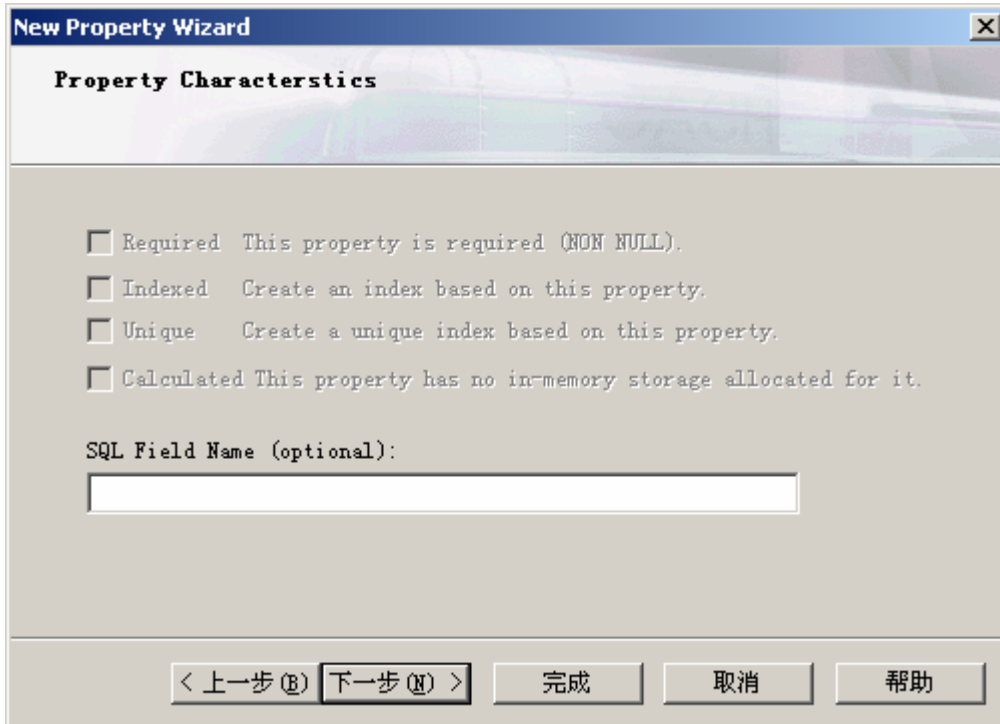 New Property Wizard
Property Characterstics
Required This property is required (NON NULL).
Indexed Create an index based on this property.
Unique Create a unique index based on this property.
Calculated This property has no in-memory storage allocated for it.
SQL Field Name (optional):
< 上一步(B) 下一步(N) > 完成 取消 帮助